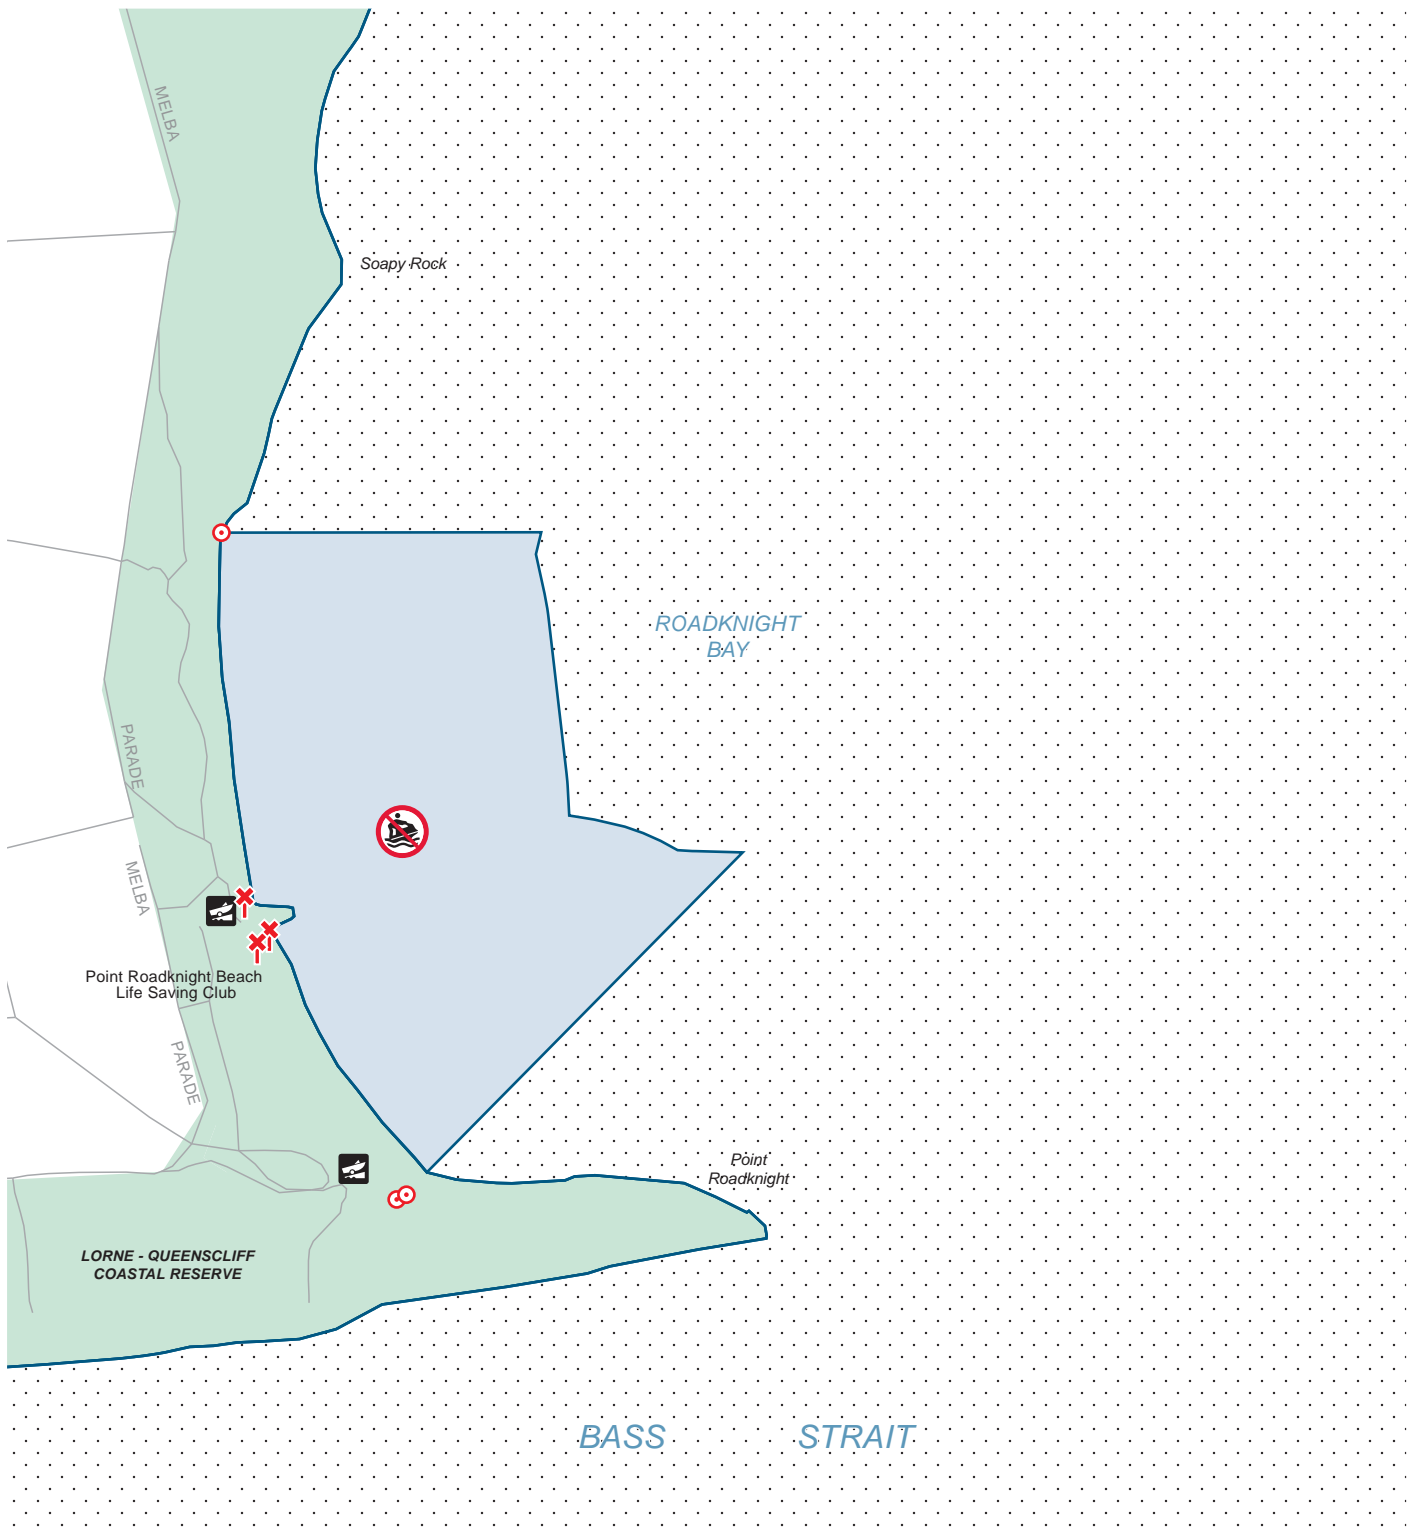 MELBA
Soapy Rock
ROADKNIGHT
BAY
PARADE
MELBA
Point Roadknight Beach
Life Saving Club
PARADE
Point
Roadknight
LORNE - QUEENSCLIFF
COASTAL RESERVE
BASS STRAIT